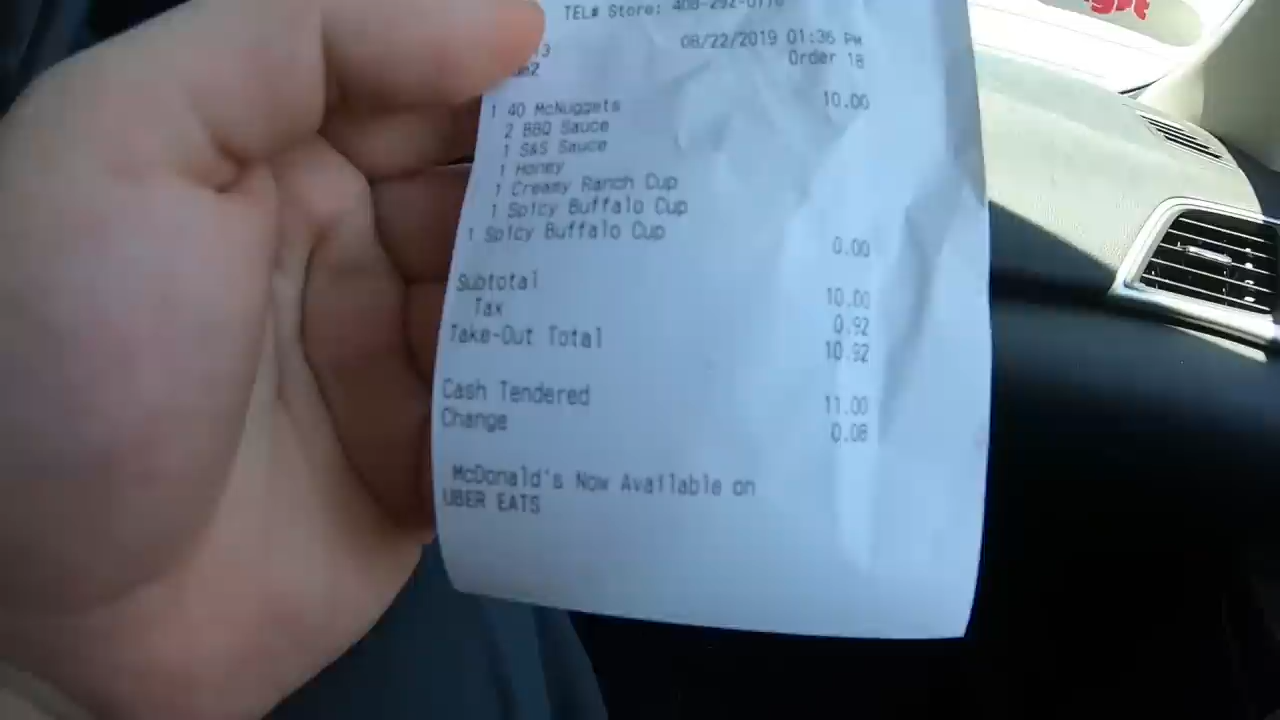 TEL# Store: 408-292-0770
08/22/2019 01:36 PM
Order 18
1 40 McNuggets 10.00
2 BBQ Sauce
1 S&S Sauce
1 Honey
1 Creamy Ranch Cup
1 Spicy Buffalo Cup
1 Spicy Buffalo Cup 0.00
Subtotal 10.00
Tax 0.92
Take-Out Total 10.92
Cash Tendered 11.00
Change 0.08
McDonald's Now Available on
UBER EATS